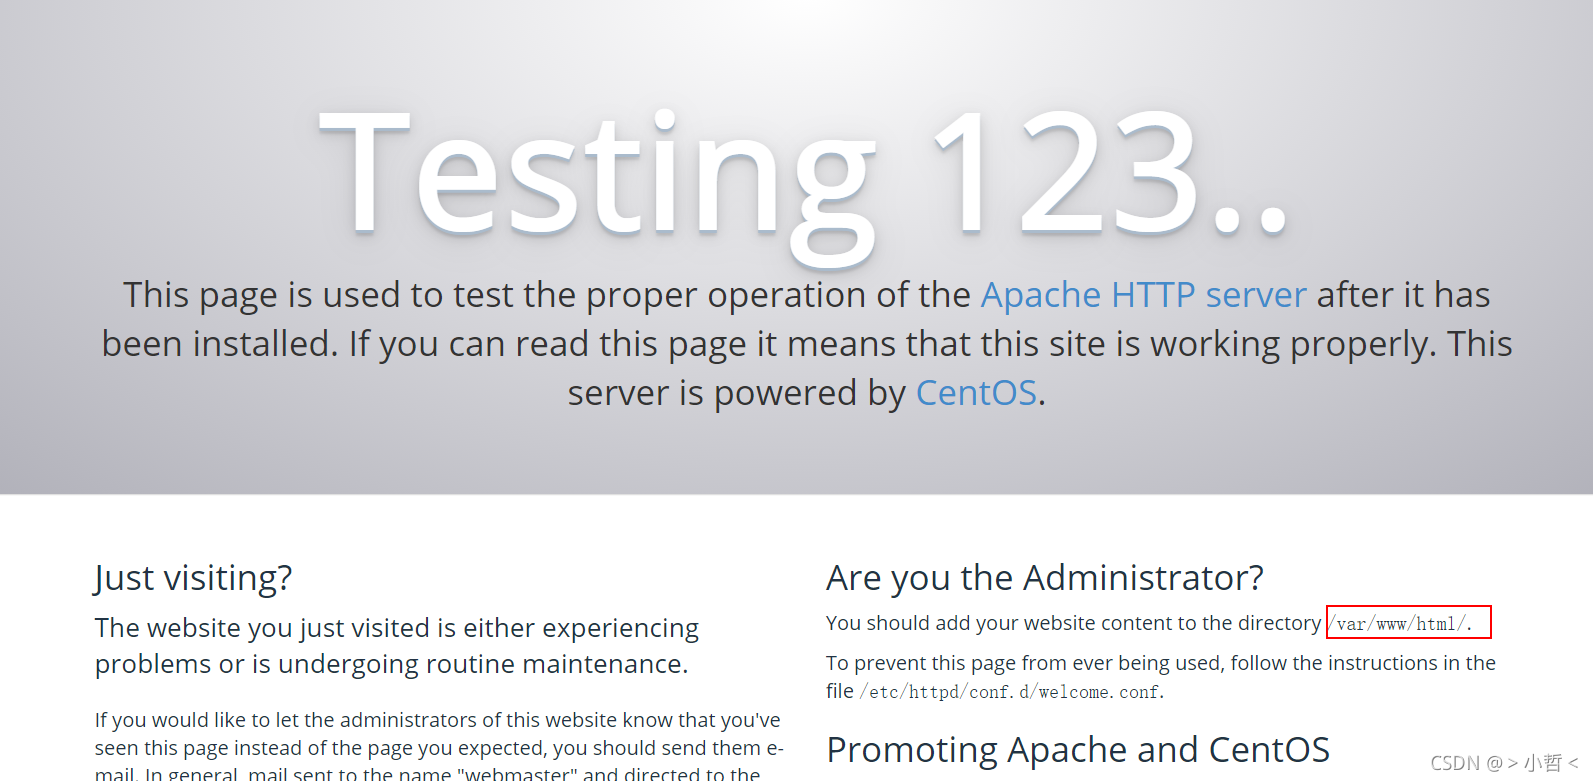 Testing 123..
This page is used to test the proper operation of the Apache HTTP server after it has
been installed. If you can read this page it means that this site is working properly. This
server is powered by CentOS.
Just visiting?
The website you just visited is either experiencing
problems or is undergoing routine maintenance.
If you would like to let the administrators of this website know that you've
seen this page instead of the page you expected, you should send them e-
mail. In general, mail sent to the name "webmaster" and directed to the
Are you the Administrator?
You should add your website content to the directory /var/www/html/.
To prevent this page from ever being used, follow the instructions in the
file /etc/httpd/conf.d/welcome.conf.
Promoting Apache and CentOS
CSDN @＞小哲＜